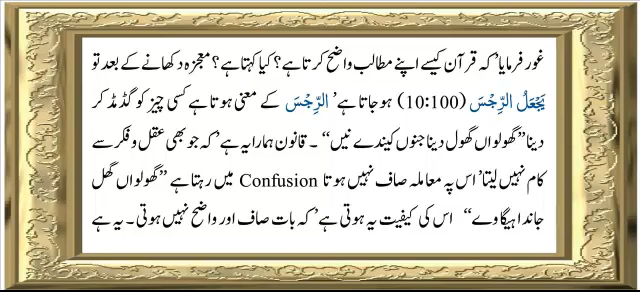 غور فرمایا’ کہ قرآن کیسے اپنے مطالب واضح کرتا ہے؟ کیا کہتا ہے؟ معجزہ دکھانے کے بعد تو
یَجْعَلُ الرِّجْسَ (10:100) ہو جاتا ہے’ الرِّجْسَ کے معنی ہوتا ہے کسی چیز کو گڈ مڈ کر
دینا ”گھولواں گھول دینا جنوں کیندے نیں“ ۔ قانون ہمارا یہ ہے’ کہ جو بھی عقل و فکر سے
کام نہیں لیتا’ اس پہ معاملہ صاف نہیں ہوتا Confusion میں رہتا ہے ”گھولواں گھل
جاندا ہیگا وے“ اس کی کیفیت یہ ہوتی ہے’ کہ بات صاف اور واضح نہیں ہوتی۔ یہ ہے